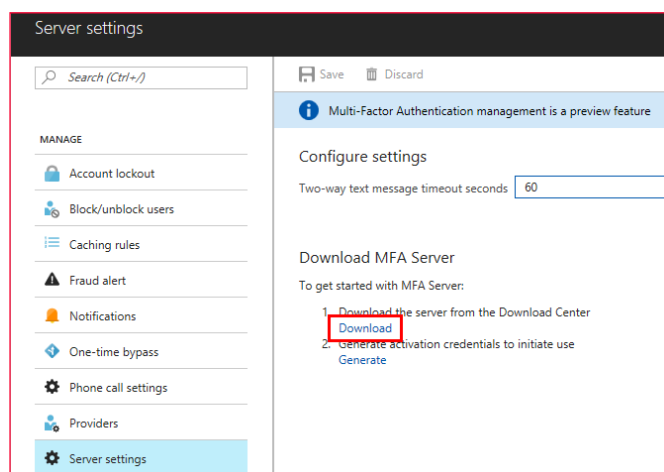 Server settings
Search (Ctrl+/)
MANAGE
Account lockout
Block/unblock users
Caching rules
Fraud alert
Notifications
One-time bypass
Phone call settings
Providers
Server settings
Save Discard
Multi-Factor Authentication management is a preview feature
Configure settings
Two-way text message timeout seconds 60
Download MFA Server
To get started with MFA Server:
1. Download the server from the Download Center
Download
2. Generate activation credentials to initiate use
Generate